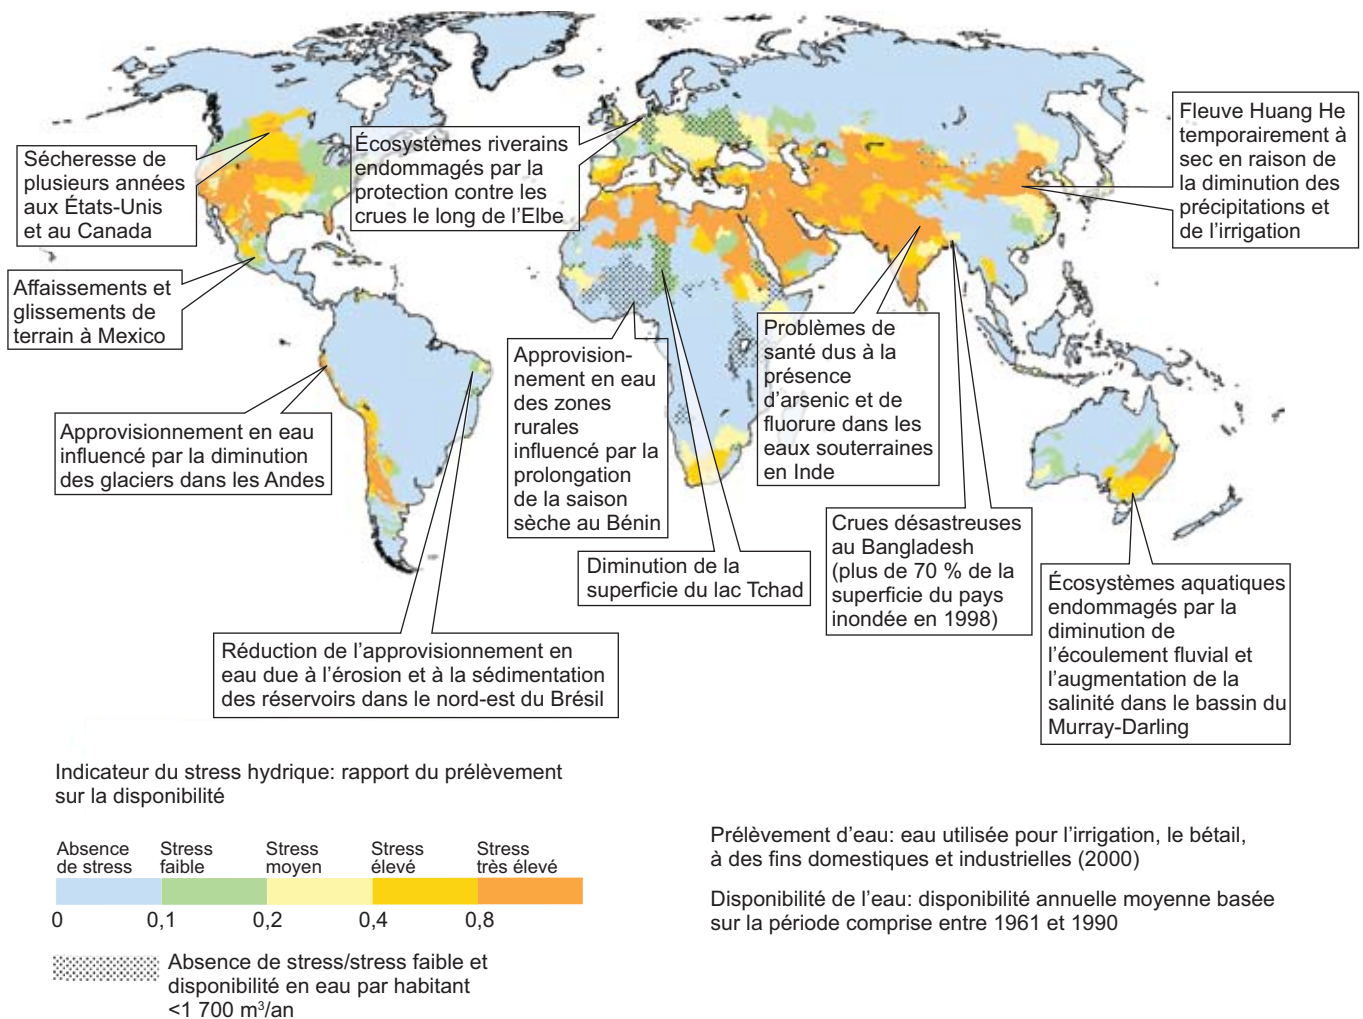 Sécheresse de
plusieurs années
aux États-Unis
et au Canada
Écosystèmes riverains
endommagés par la
protection contre les
crues le long de l’Elbe
Fleuve Huang He
temporairement à
sec en raison de
la diminution des
précipitations et
de l’irrigation
Affaissements et
glissements de
terrain à Mexico
Approvisionnement en eau
influencé par la diminution
des glaciers dans les Andes
Approvision-
nement en eau
des zones
rurales
influencé par la
prolongation
de la saison
sèche au Bénin
Problèmes de
santé dus à la
présence
d’arsenic et de
fluorure dans les
eaux souterraines
en Inde
Diminution de la
superficie du lac Tchad
Crues désastreuses
au Bangladesh
(plus de 70 % de la
superficie du pays
inondée en 1998)
Écosystèmes aquatiques
endommagés par la
diminution de
l’écoulement fluvial et
l’augmentation de la
salinité dans le bassin du
Murray-Darling
Réduction de l’approvisionnement en
eau due à l’érosion et à la sédimentation
des réservoirs dans le nord-est du Brésil
Indicateur du stress hydrique: rapport du prélèvement
sur la disponibilité
Absence de stress
Stress faible
Stress moyen
Stress élevé
Stress très élevé
0 0,1 0,2 0,4 0,8
Absence de stress/stress faible et
disponibilité en eau par habitant
<1 700 m³/an
Prélèvement d’eau: eau utilisée pour l’irrigation, le bétail,
à des fins domestiques et industrielles (2000)
Disponibilité de l’eau: disponibilité annuelle moyenne basée
sur la période comprise entre 1961 et 1990